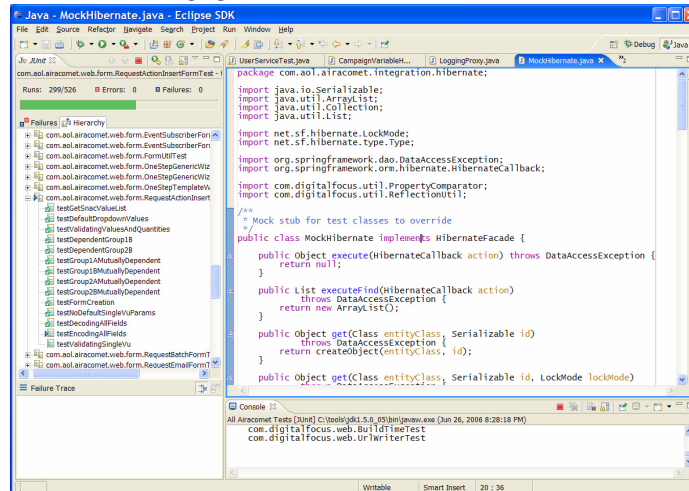 Java - MockHibernate.java - Eclipse SDK
File Edit Source Refactor Navigate Search Project Run Window Help
Debug Java
JUnit
com.aol.airacomet.web.form.RequestActionInsertFormTest -
Runs: 299/526 Errors: 0 Failures: 0
Failures Hierarchy
com.aol.airacomet.web.form.EventSubscriberFor
com.aol.airacomet.web.form.EventSubscriberFor
com.aol.airacomet.web.form.FormUtilTest
com.aol.airacomet.web.form.OneStepGenericWiz
com.aol.airacomet.web.form.OneStepGenericWiz
com.aol.airacomet.web.form.OneStepTemplateW
com.aol.airacomet.web.form.RequestActionInsert
testGetSnacValueList
testDefaultDropdownValues
testValidatingValuesAndQuantities
testDependentGroup1B
testDependentGroup2B
testGroup1AMutuallyDependent
testGroup1BMutuallyDependent
testGroup2AMutuallyDependent
testGroup2BMutuallyDependent
testFormCreation
testNoDefaultSingleVuParams
testDecodingAllFields
testEncodingAllFields
testValidatingSingleVu
com.aol.airacomet.web.form.RequestBatchFormT
com.aol.airacomet.web.form.RequestEmailFormT
Failure Trace
UserServiceTest.java CampaignVariableH... LoggingProxy.java MockHibernate.java
package com.aol.airacomet.integration.hibernate;
import java.io.Serializable;
import java.util.ArrayList;
import java.util.Collection;
import java.util.List;
import net.sf.hibernate.LockMode;
import net.sf.hibernate.type.Type;
import org.springframework.dao.DataAccessException;
import org.springframework.orm.hibernate.HibernateCallback;
import com.digitalfocus.util.PropertyComparator;
import com.digitalfocus.util.ReflectionUtil;
/**
* Mock stub for test classes to override
*/
public class MockHibernate implements HibernateFacade {
public Object execute(HibernateCallback action) throws DataAccessException {
return null;
}
public List executeFind(HibernateCallback action)
throws DataAccessException {
return new ArrayList();
}
public Object get(Class entityClass, Serializable id)
throws DataAccessException {
return createObject(entityClass, id);
}
public Object get(Class entityClass, Serializable id, LockMode lockMode)
throws DataAccessException {
Console
All Airacomet Tests [JUnit] C:\tools\jdk1.5.0_05\bin\javaw.exe (Jun 26, 2006 8:28:18 PM)
com.digitalfocus.web.BuildTimeTest
com.digitalfocus.web.UrlWriterTest
Writable Smart Insert 20 : 36